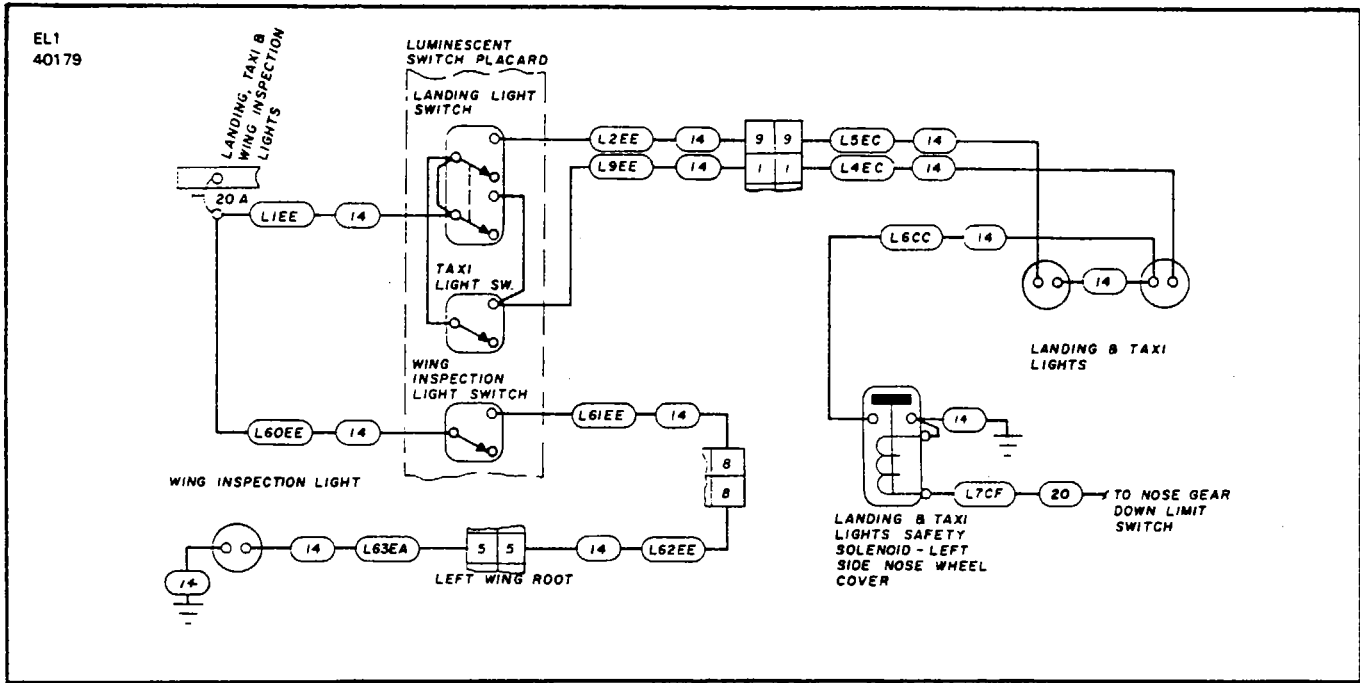 EL1
40179
LANDING, TAXI &
WING INSPECTION
LIGHTS
20 A
LUMINESCENT
SWITCH PLACARD
LANDING LIGHT
SWITCH
L1EE 14
L2EE 14 9 9 L5EC 14
L9EE 14 1 1 L4EC 14
L6CC 14
14
TAXI
LIGHT SW.
LANDING & TAXI
LIGHTS
WING
INSPECTION
LIGHT SWITCH
L60EE 14
L61EE 14
8
8
14
L7CF 20 TO NOSE GEAR
DOWN LIMIT
SWITCH
LANDING & TAXI
LIGHTS SAFETY
SOLENOID - LEFT
SIDE NOSE WHEEL
COVER
WING INSPECTION LIGHT
14 L63EA 5 5 14 L62EE
LEFT WING ROOT
14